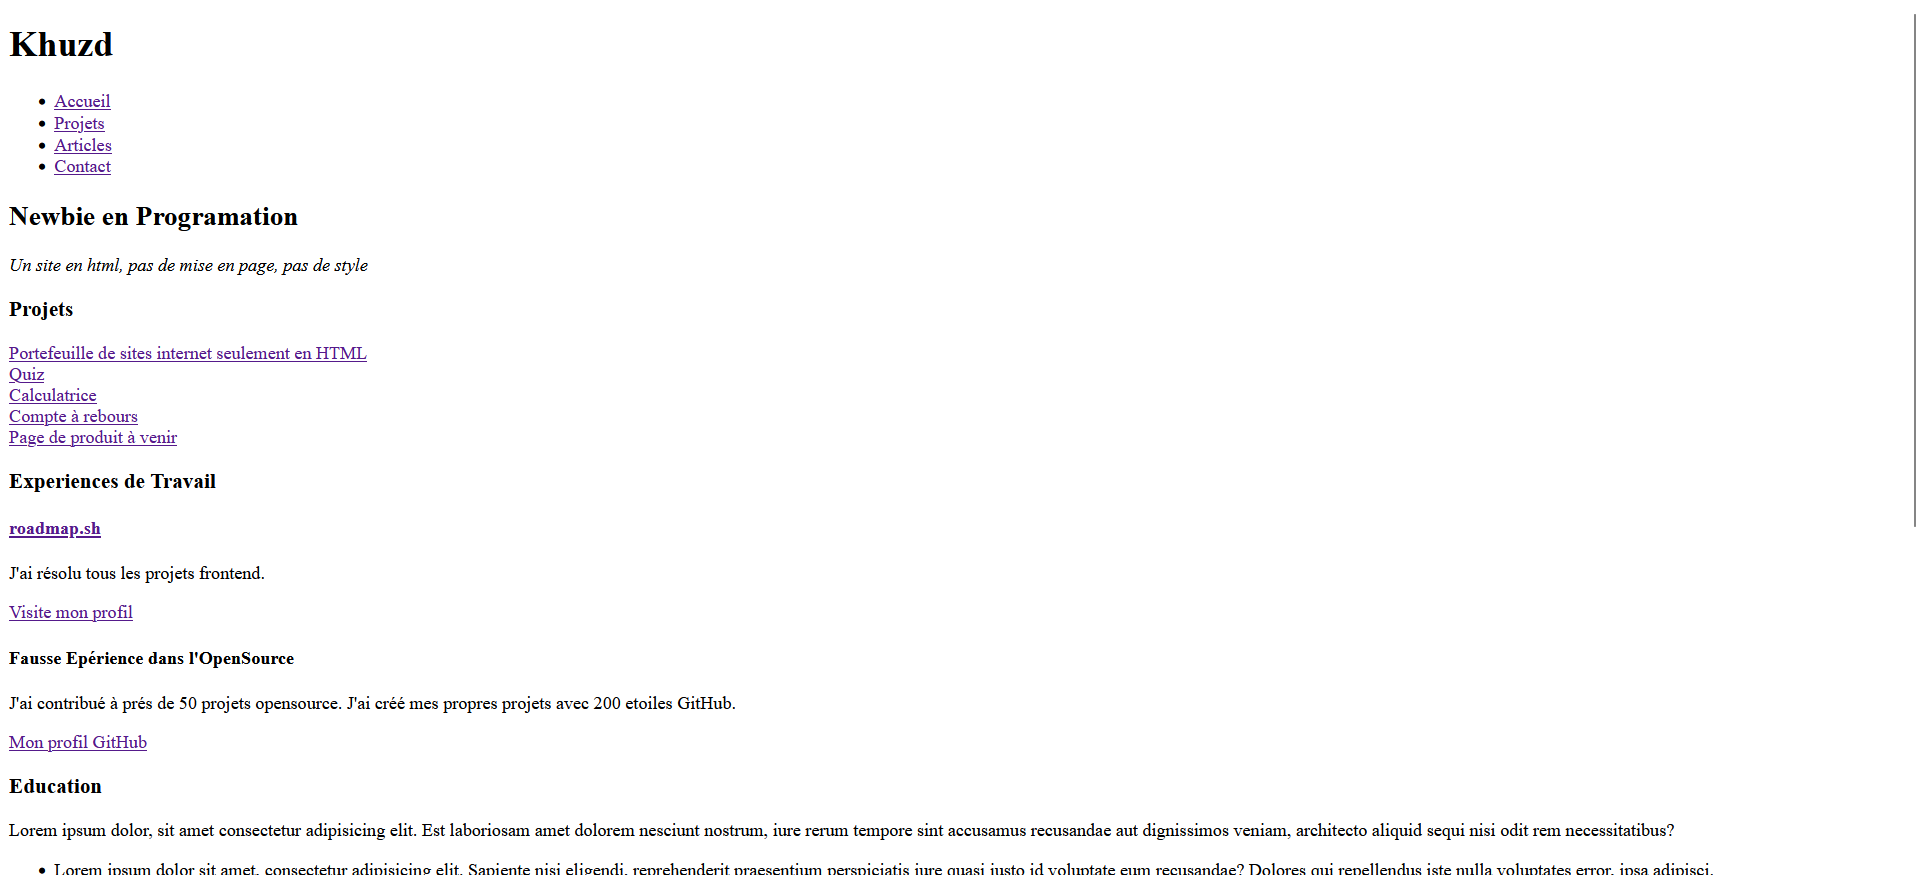 Khuzd
Accueil
Projets
Articles
Contact
Newbie en Programation
Un site en html, pas de mise en page, pas de style
Projets
Portefeuille de sites internet seulement en HTML
Quiz
Calculatrice
Compte à rebours
Page de produit à venir
Experiences de Travail
roadmap.sh
J'ai résolu tous les projets frontend.
Visite mon profil
Fausse Epérience dans l'OpenSource
J'ai contribué à prés de 50 projets opensource. J'ai créé mes propres projets avec 200 etoiles GitHub.
Mon profil GitHub
Education
Lorem ipsum dolor, sit amet consectetur adipisicing elit. Est laboriosam amet dolorem nesciunt nostrum, iure rerum tempore sint accusamus recusandae aut dignissimos veniam, architecto aliquid sequi nisi odit rem necessitatibus?
Lorem ipsum dolor sit amet, consectetur adipisicing elit. Sapiente nisi eligendi, reprehenderit praesentium perspiciatis iure quasi iusto id voluptate eum recusandae? Dolores qui repellendus iste nulla voluptates error, ipsa adipisci.